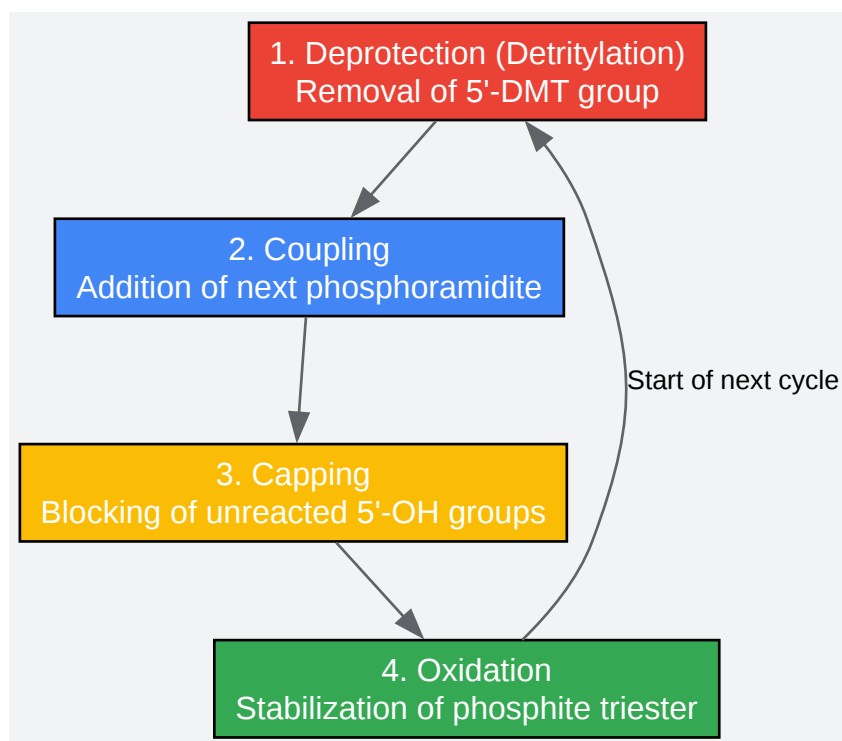 1. Deprotection (Detritylation)
Removal of 5'-DMT group
2. Coupling
Addition of next phosphoramidite
Start of next cycle
3. Capping
Blocking of unreacted 5'-OH groups
4. Oxidation
Stabilization of phosphite triester